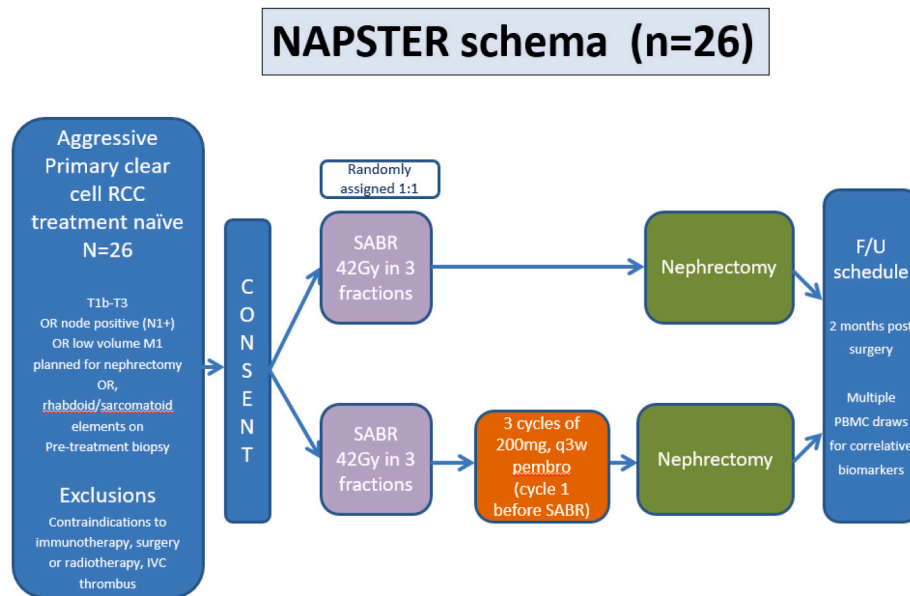 NAPSTER schema (n=26)
Aggressive
Primary clear
cell RCC
treatment naïve
N=26
T1b-T3
OR node positive (N1+)
OR low volume M1
planned for nephrectomy
OR,
rhabdoid/sarcomatoid
elements on
Pre-treatment biopsy
Exclusions
Contraindications to
immunotherapy, surgery
or radiotherapy, IVC
thrombus
C
O
N
S
E
N
T
Randomly
assigned 1:1
SABR
42Gy in 3
fractions
Nephrectomy
SABR
42Gy in 3
fractions
3 cycles of
200mg, q3w
pembro
(cycle 1
before SABR)
Nephrectomy
F/U
schedule
2 months post
surgery
Multiple
PBMC draws
for correlative
biomarkers